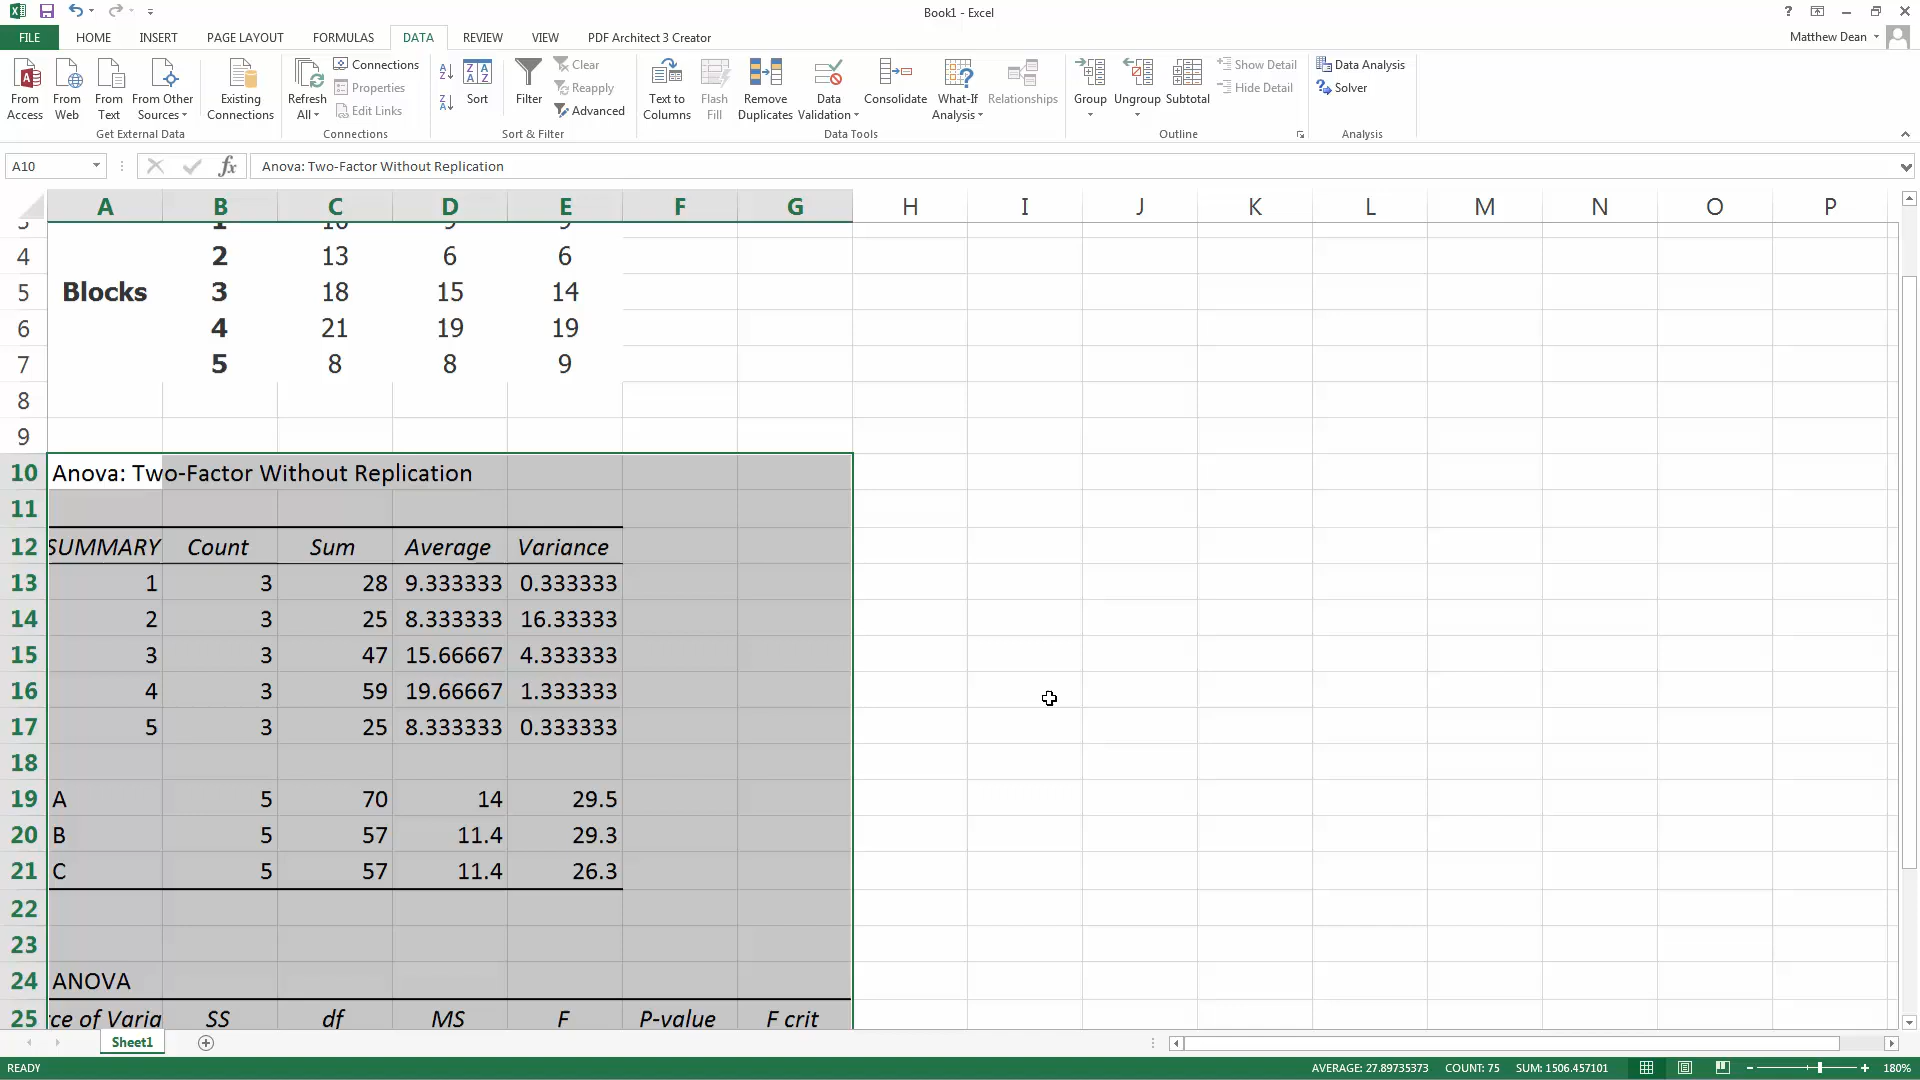 Book1 - Excel
FILE HOME INSERT PAGE LAYOUT FORMULAS DATA REVIEW VIEW PDF Architect 3 Creator Matthew Dean
From Access
From Web
From Text
From Other Sources
Existing Connections
Get External Data
Refresh All
Connections
Properties
Edit Links
Connections
Sort
Filter
Clear
Reapply
Advanced
Sort & Filter
Text to Columns
Flash Fill
Remove Duplicates
Data Validation
Consolidate
What-If Analysis
Relationships
Data Tools
Group
Ungroup
Subtotal
Show Detail
Hide Detail
Outline
Data Analysis
Solver
Analysis
A10 fx Anova: Two-Factor Without Replication
A B C D E F G H I J K L M N O P
4 2 13 6 6
5 Blocks 3 18 15 14
6 4 21 19 19
7 5 8 8 9
8
9
10 Anova: Two-Factor Without Replication
11
12 SUMMARY Count Sum Average Variance
13 1 3 28 9.333333 0.333333
14 2 3 25 8.333333 16.33333
15 3 3 47 15.66667 4.333333
16 4 3 59 19.66667 1.333333
17 5 3 25 8.333333 0.333333
18
19 A 5 70 14 29.5
20 B 5 57 11.4 29.3
21 C 5 57 11.4 26.3
22
23
24 ANOVA
25 rce of Varia SS df MS F P-value F crit
Sheet1
READY AVERAGE: 27.89735373 COUNT: 75 SUM: 1506.457101 180%